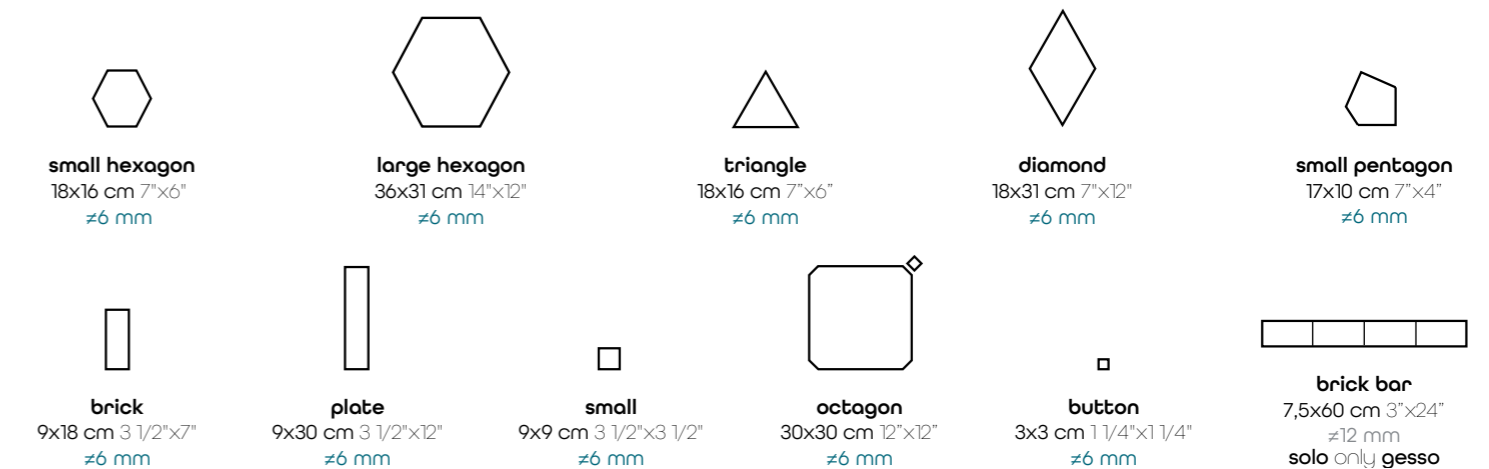 small hexagon
18x16 cm 7"x6"
≠6 mm
large hexagon
36x31 cm 14"x12"
≠6 mm
triangle
18x16 cm 7”x6”
≠6 mm
diamond
18x31 cm 7"x12"
≠6 mm
small pentagon
17x10 cm 7”x4”
≠6 mm
brick
9x18 cm 3 1/2"x7"
≠6 mm
plate
9x30 cm 3 1/2"x12"
≠6 mm
small
9x9 cm 3 1/2”x3 1/2”
≠6 mm
octagon
30x30 cm 12”x12”
≠6 mm
button
3x3 cm 1 1/4"x1 1/4"
≠6 mm
brick bar
7,5x60 cm 3”x24”
≠12 mm
solo only gesso